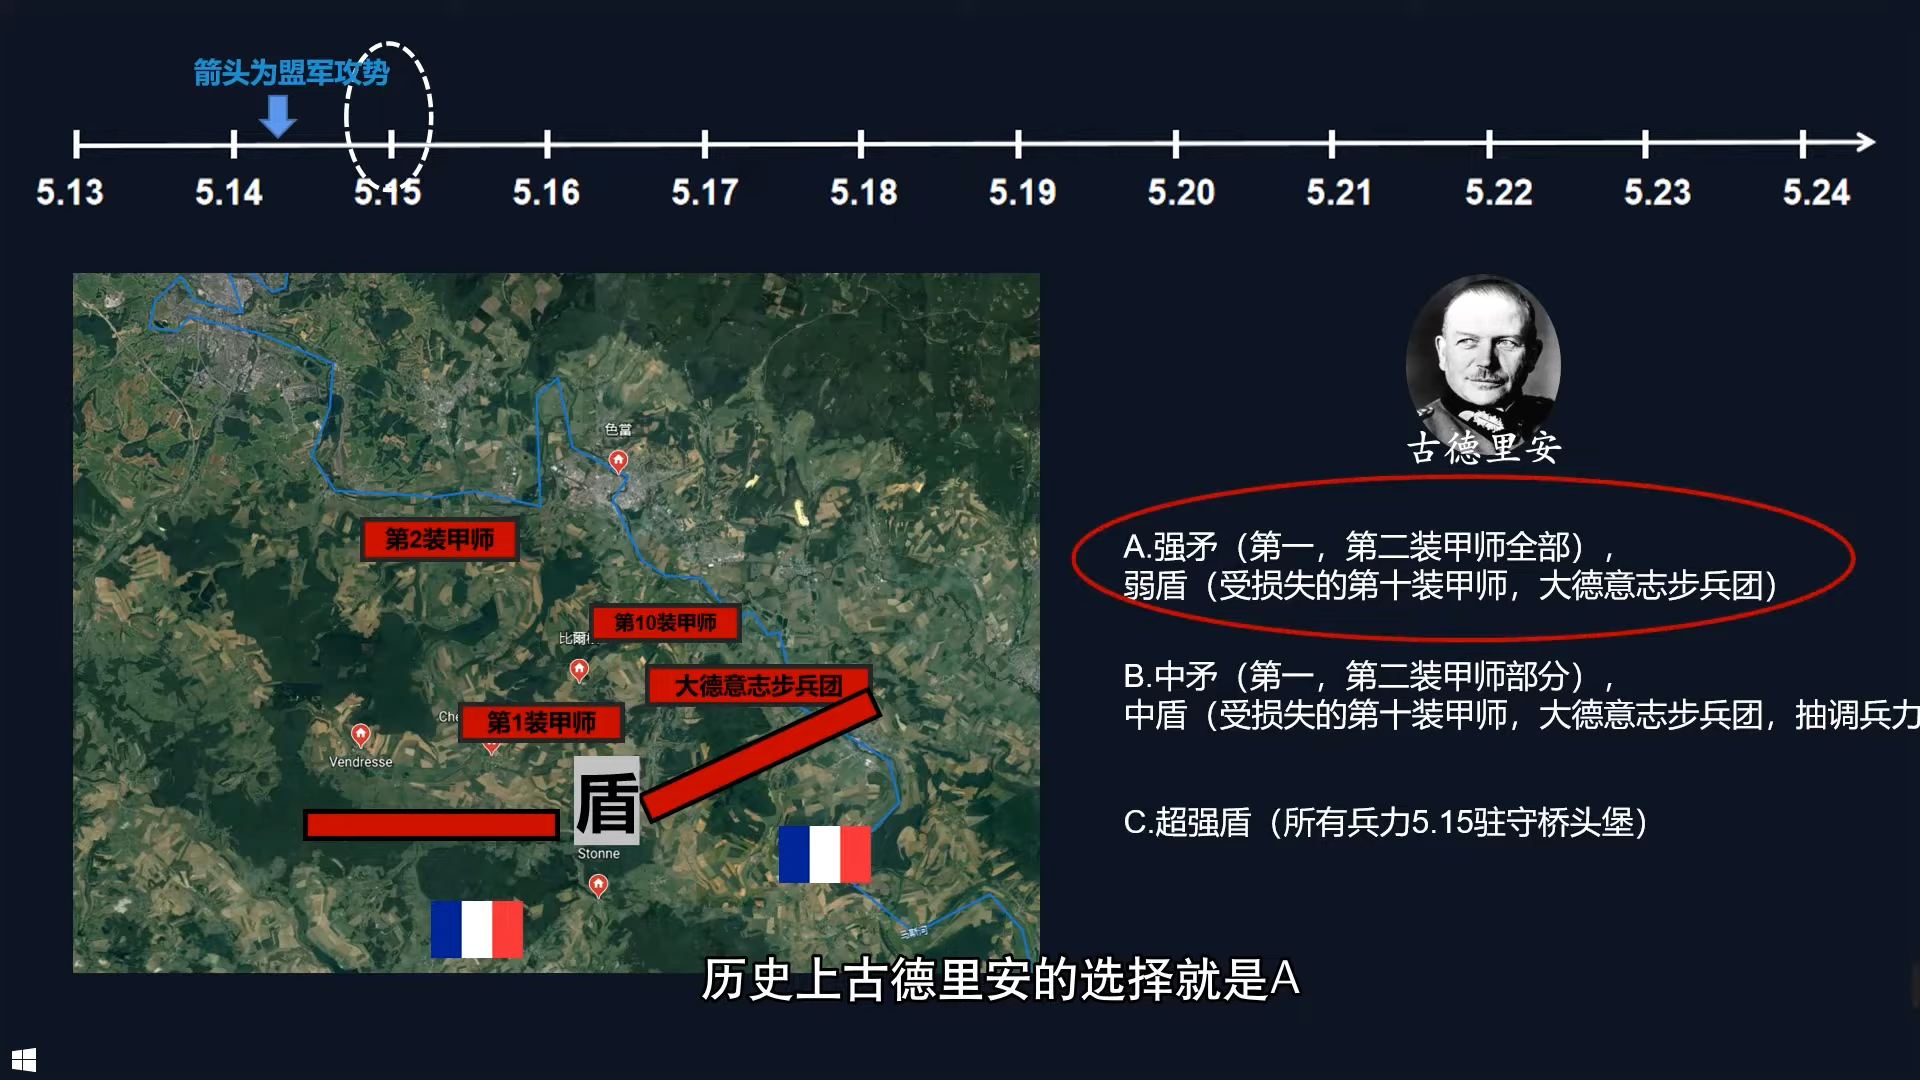 箭头为盟军攻势
5.13 5.14 5.15 5.16 5.17 5.18 5.19 5.20 5.21 5.22 5.23 5.24
色當
第2装甲师
第10装甲师
比爾
大德意志步兵团
Che
第1装甲师
Vendresse
盾
Stonne
古德里安
A.强矛（第一，第二装甲师全部），
弱盾（受损失的第十装甲师，大德意志步兵团）
B.中矛（第一，第二装甲师部分），
中盾（受损失的第十装甲师，大德意志步兵团，抽调兵力
C.超强盾（所有兵力5.15驻守桥头堡）
历史上古德里安的选择就是A